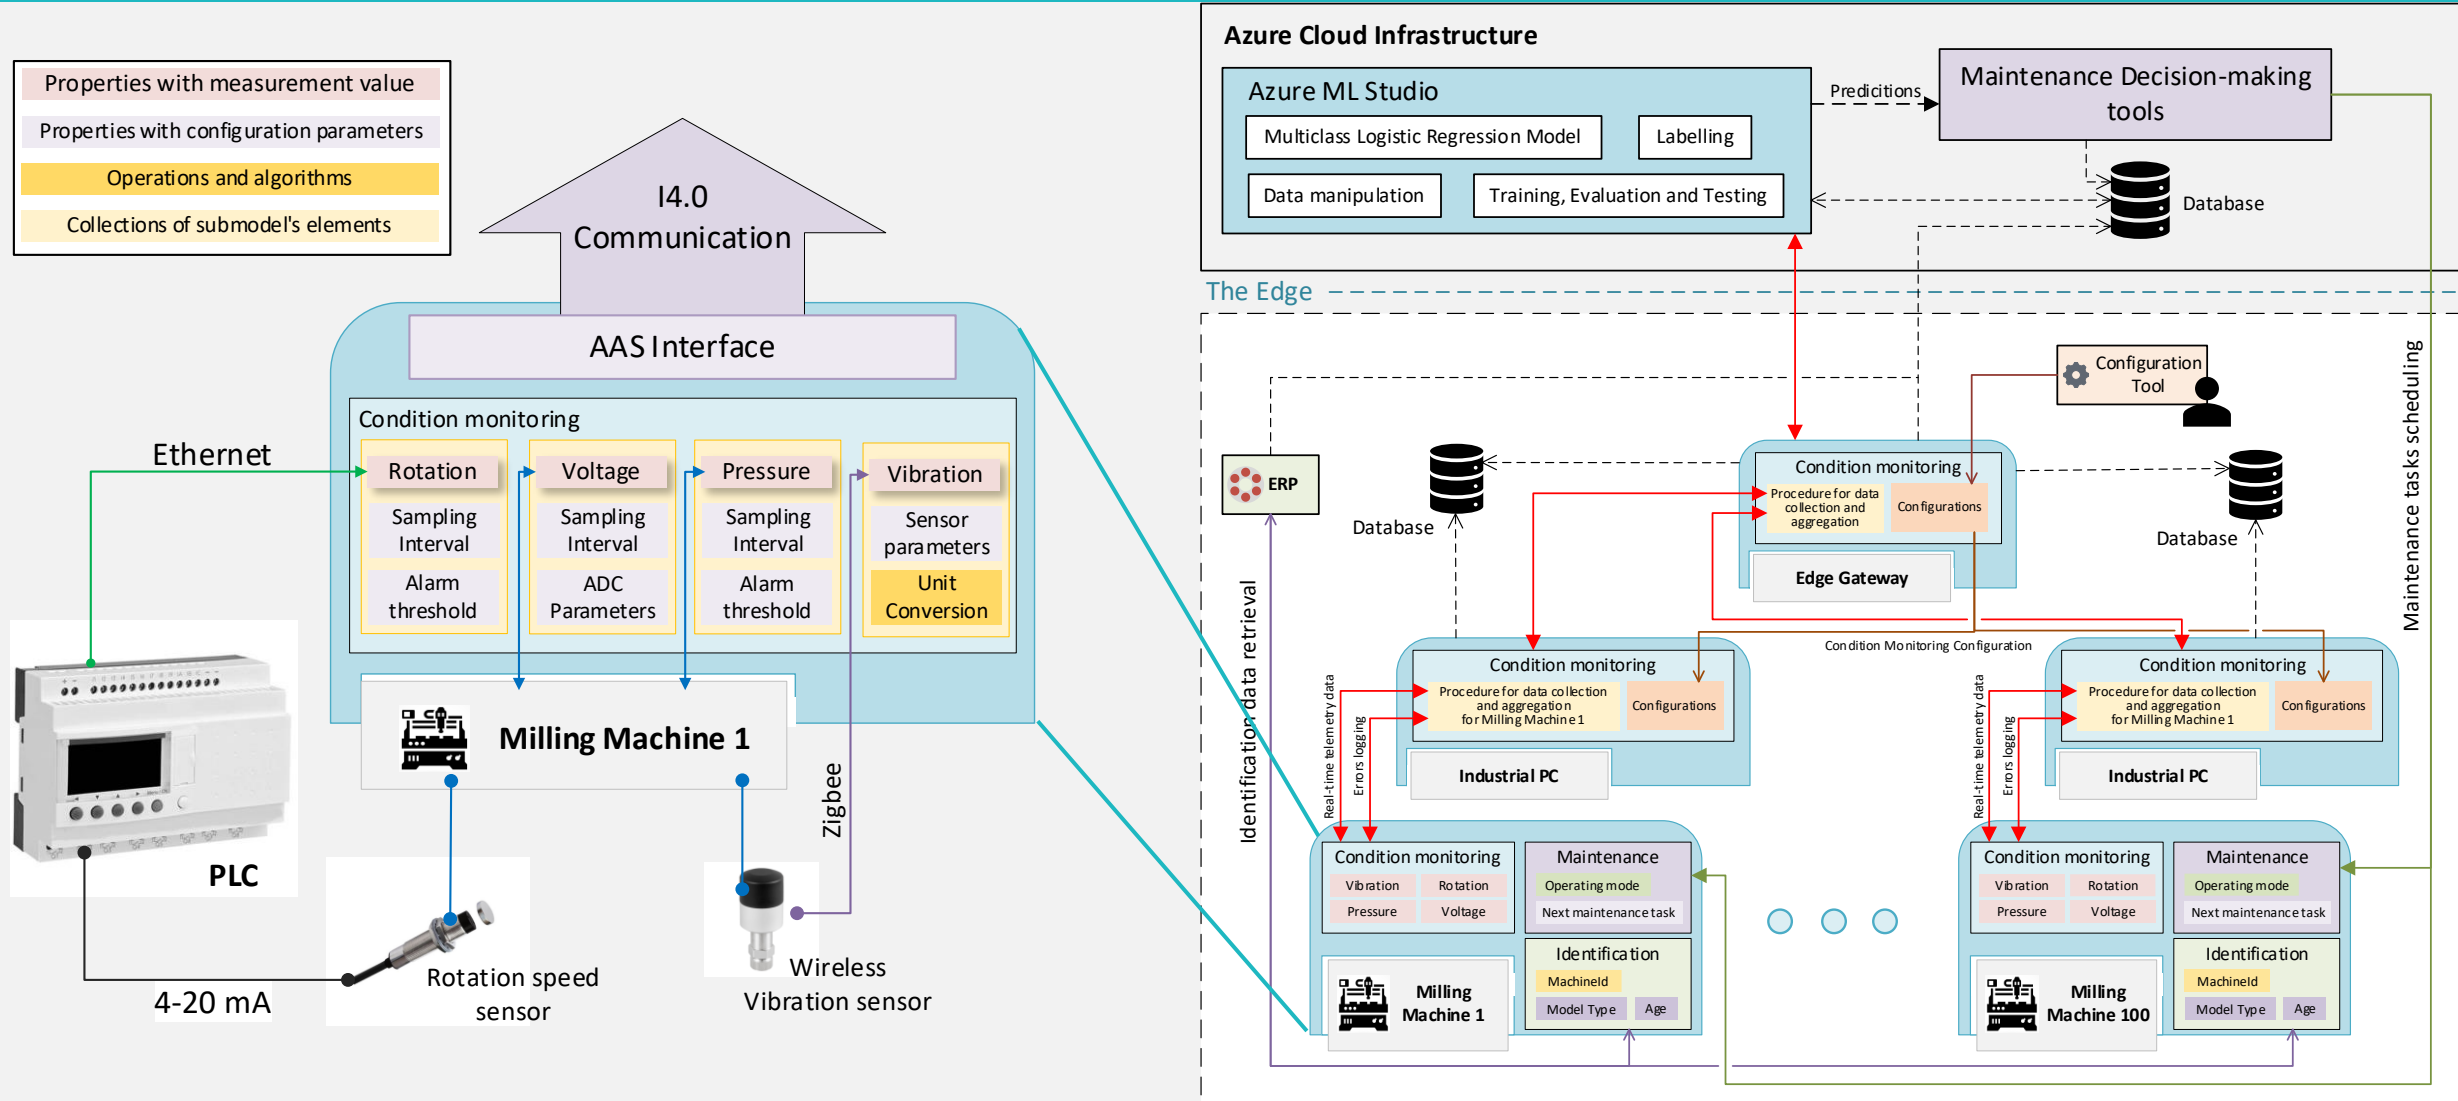 Properties with measurement value
Properties with configuration parameters
Operations and algorithms
Collections of submodel's elements
I4.0
Communication
AAS Interface
Condition monitoring
Ethernet
Rotation
Sampling
Interval
Alarm
threshold
Voltage
Sampling
Interval
ADC
Parameters
Pressure
Sampling
Interval
Alarm
threshold
Vibration
Sensor
parameters
Unit
Conversion
Milling Machine 1
PLC
Zigbee
4-20 mA
Rotation speed
sensor
Wireless
Vibration sensor
Azure Cloud Infrastructure
Azure ML Studio
Multiclass Logistic Regression Model
Labelling
Data manipulation
Training, Evaluation and Testing
Predicitions
Maintenance Decision-making
tools
Database
The Edge
Configuration
Tool
Maintenance tasks scheduling
ERP
Identification data retrieval
Database
Condition monitoring
Procedure for data
collection and
aggregation
Configurations
Edge Gateway
Database
Condition Monitoring Configuration
Condition monitoring
Procedure for data collection
and aggregation
for Milling Machine 1
Configurations
Industrial PC
Real-time telemetry data
Errors logging
Condition monitoring
Procedure for data collection
and aggregation
for Milling Machine 1
Configurations
Industrial PC
Real-time telemetry data
Errors logging
Condition monitoring
Vibration
Rotation
Pressure
Voltage
Maintenance
Operating mode
Next maintenance task
Identification
MachineId
Model Type
Age
Milling
Machine 1
Condition monitoring
Vibration
Rotation
Pressure
Voltage
Maintenance
Operating mode
Next maintenance task
Identification
MachineId
Model Type
Age
Milling
Machine 100